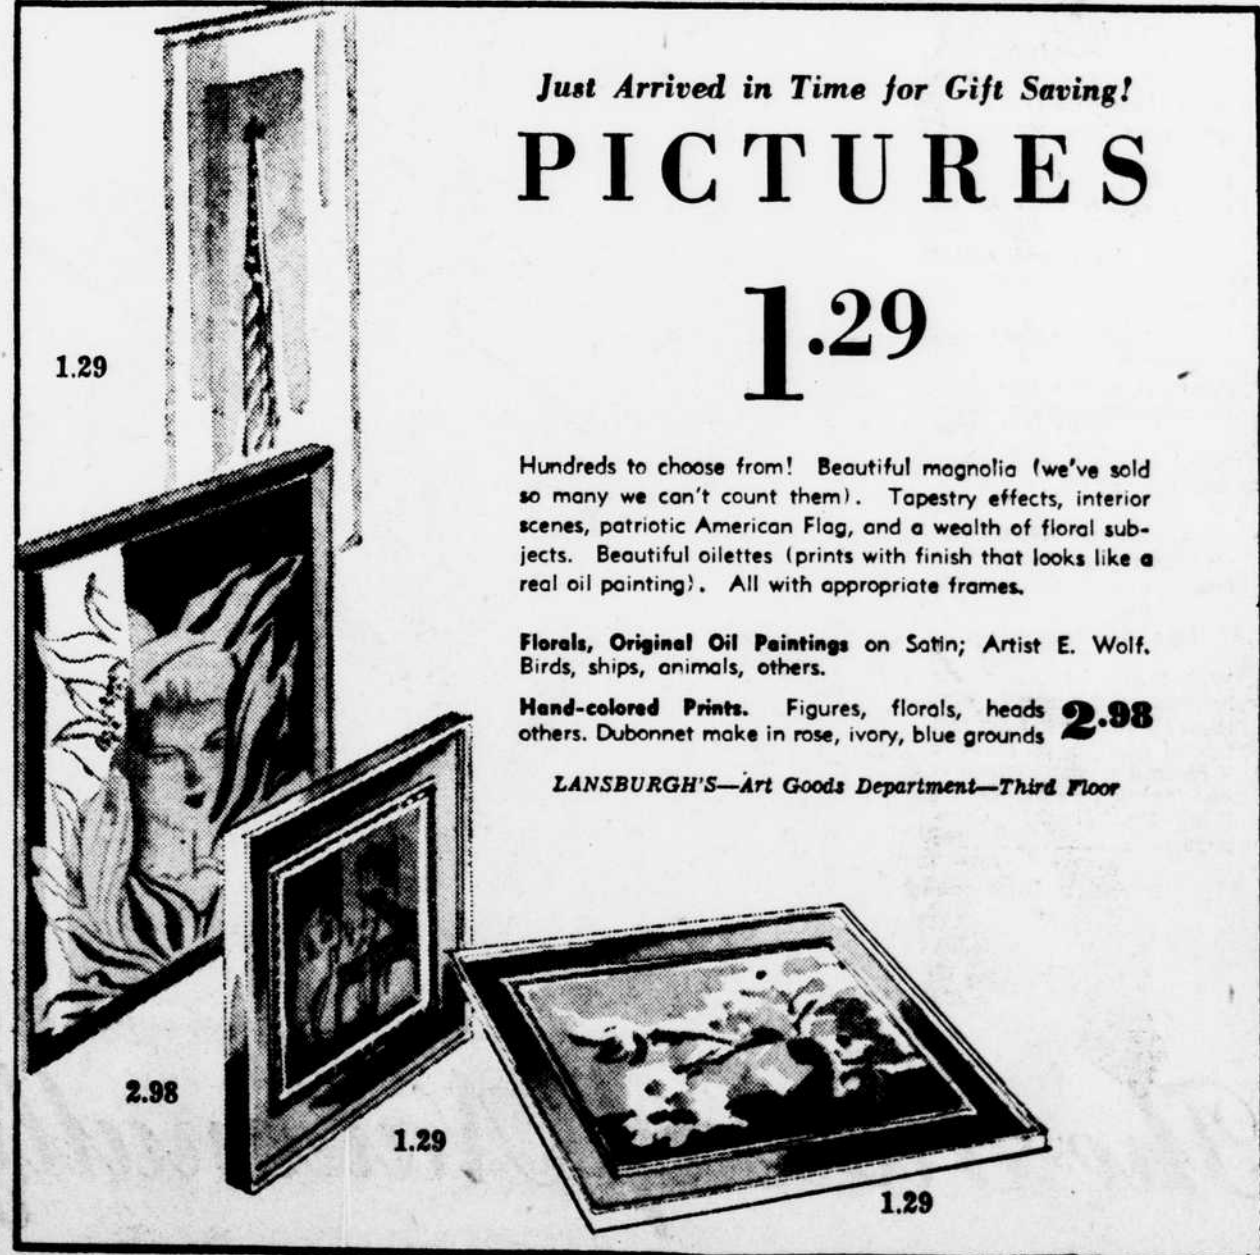 Just Arrived in Time for Gift Saving!
PICTURES
1.29
1.29
Hundreds to choose from! Beautiful magnolia (we've sold
so many we can't count them). Tapestry effects, interior
scenes, patriotic American Flag, and a wealth of floral sub-
jects. Beautiful oilettes (prints with finish that looks like a
real oil painting). All with appropriate frames.
Florals, Original Oil Paintings on Satin; Artist E. Wolf.
Birds, ships, animals, others.
Hand-colored Prints. Figures, florals, heads
others. Dubonnet make in rose, ivory, blue grounds 2.98
LANSBURGH'S—Art Goods Department—Third Floor
2.98
1.29
1.29